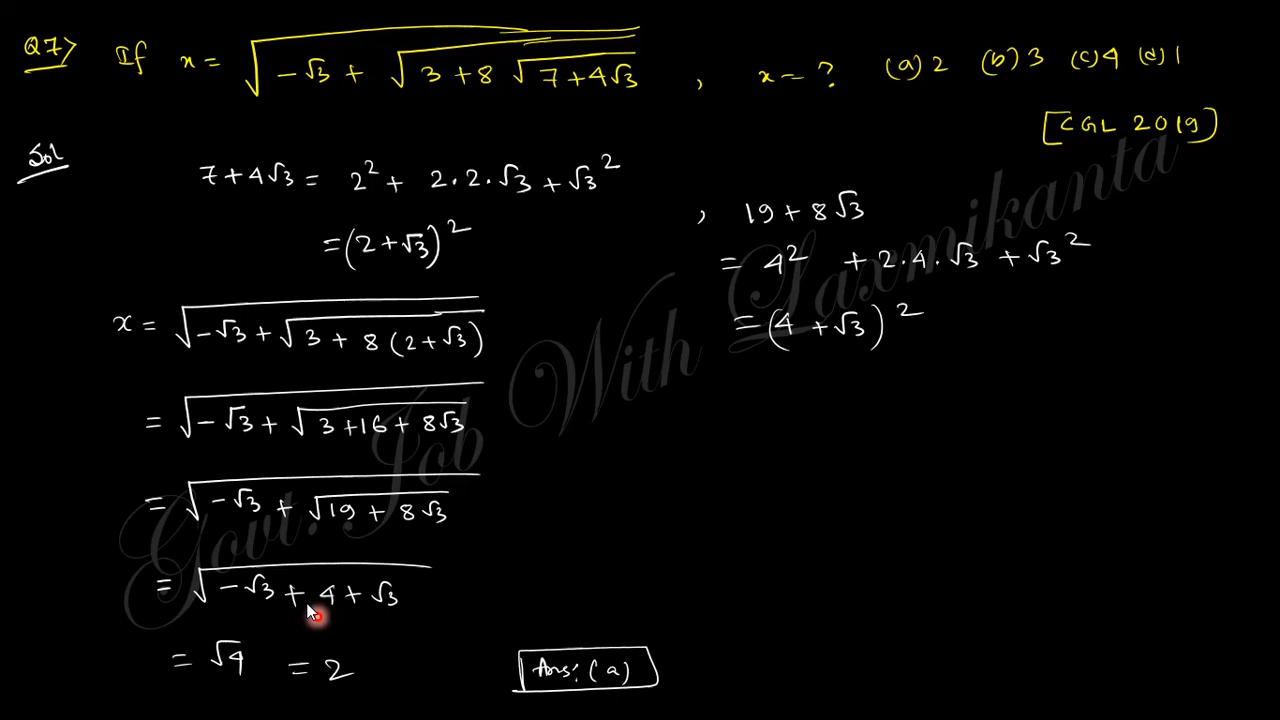 Q7> If x = √(-√3 + √(3+8√(7+4√3))) , x = ? (a) 2 (b) 3 (c) 4 (d) 1
[CGL 2019]
Sol
7+4√3 = 2² + 2·2·√3 + √3²
= (2+√3)²
, 19+8√3
= 4² + 2·4·√3 + √3²
= (4+√3)²
x = √(-√3 + √(3+8(2+√3)))
= √(-√3 + √(3+16+8√3))
= √(-√3 + √(19+8√3))
= √(-√3 + 4 + √3)
= √4 = 2
Ans: (a)
Govt. Job With Laxmikanta